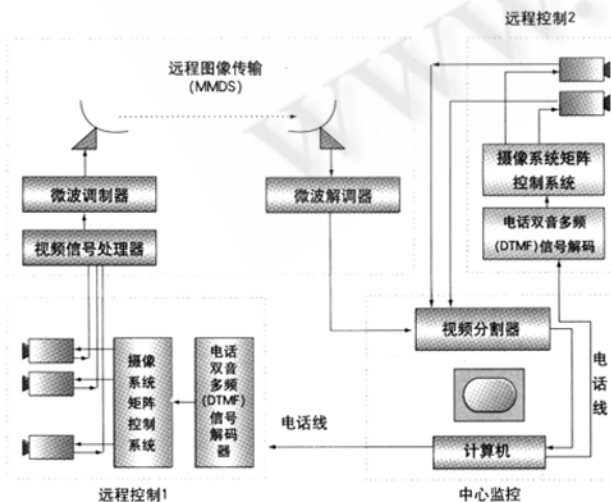 远程控制2
远程图像传输
(MMDS)
摄像系统矩阵
控制系统
微波调制器
微波解调器
电话双音多频
(DTMF)信号解码
视频信号处理器
视频分割器
摄像
系统
矩阵
控制
系统
电话
双音
多频
(DTMF)
信号
解码
器
电话线
电
话
线
计算机
远程控制1
中心监控
www.